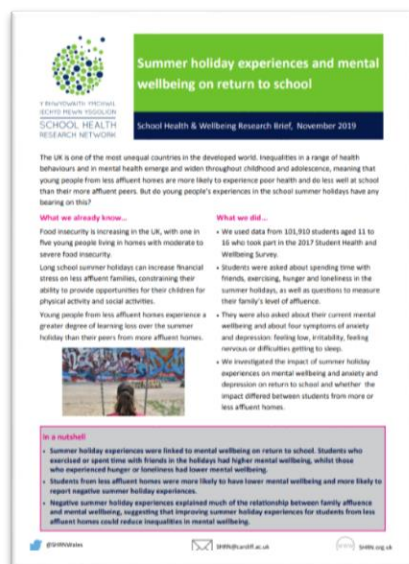 Summer holiday experiences and mental
wellbeing on return to school
Y RHWYDWAITH YMCHWIL
IECHYD MEWN YSGOLION
SCHOOL HEALTH
RESEARCH NETWORK
School Health & Wellbeing Research Brief, November 2019
The UK is one of the most unequal countries in the developed world. Inequalities in a range of health
behaviours and in mental health emerge and widen throughout childhood and adolescence, meaning that
young people from less affluent homes are more likely to experience poor health and do less well at school
than their more affluent peers. But do young people's experiences in the school summer holidays have any
bearing on this?
What we already know...
Food insecurity is increasing in the UK, with one in
five young people living in homes with moderate to
severe food insecurity.
Long school summer holidays can increase financial
stress on less affluent families, constraining their
ability to provide opportunities for their children for
physical activity and social activities.
Young people from less affluent homes experience a
greater degree of learning loss over the summer
holiday than their peers from more affluent homes.
What we did...
• We used data from 101,910 students aged 11 to
16 who took part in the 2017 Student Health and
Wellbeing Survey.
• Students were asked about spending time with
friends, exercising, hunger and loneliness in the
summer holidays, as well as questions to measure
their family's level of affluence.
• They were also asked about their current mental
wellbeing and about four symptoms of anxiety
and depression: feeling low, irritability, feeling
nervous or difficulties getting to sleep.
• We investigated the impact of summer holiday
experiences on mental wellbeing and anxiety and
depression on return to school and whether the
impact differed between students from more or
less affluent homes.
In a nutshell
• Summer holiday experiences were linked to mental wellbeing on return to school. Students who
exercised or spent time with friends in the holidays had higher mental wellbeing, whilst those
who experienced hunger or loneliness had lower mental wellbeing.
• Students from less affluent homes were more likely to have lower mental wellbeing and more likely to
report negative summer holiday experiences.
• Negative summer holiday experiences explained much of the relationship between family affluence
and mental wellbeing, suggesting that improving summer holiday experiences for students from less
affluent homes could reduce inequalities in mental wellbeing.
@SHRNWales
SHRN@cardiff.ac.uk
SHRN.org.uk